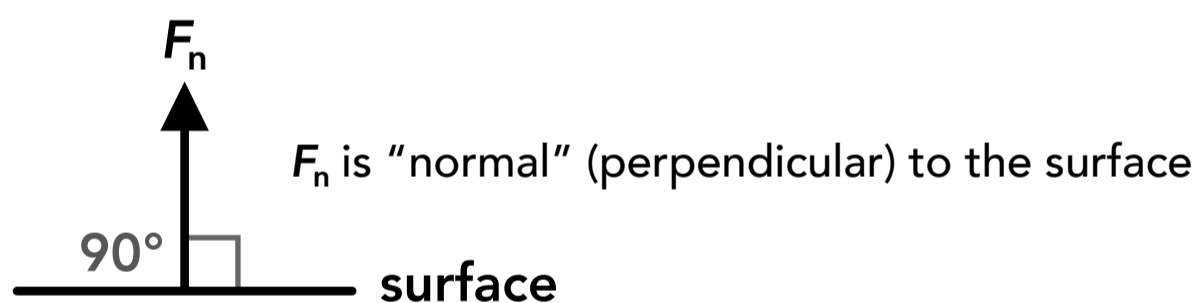 Fn
Fn is “normal” (perpendicular) to the surface
90°
surface